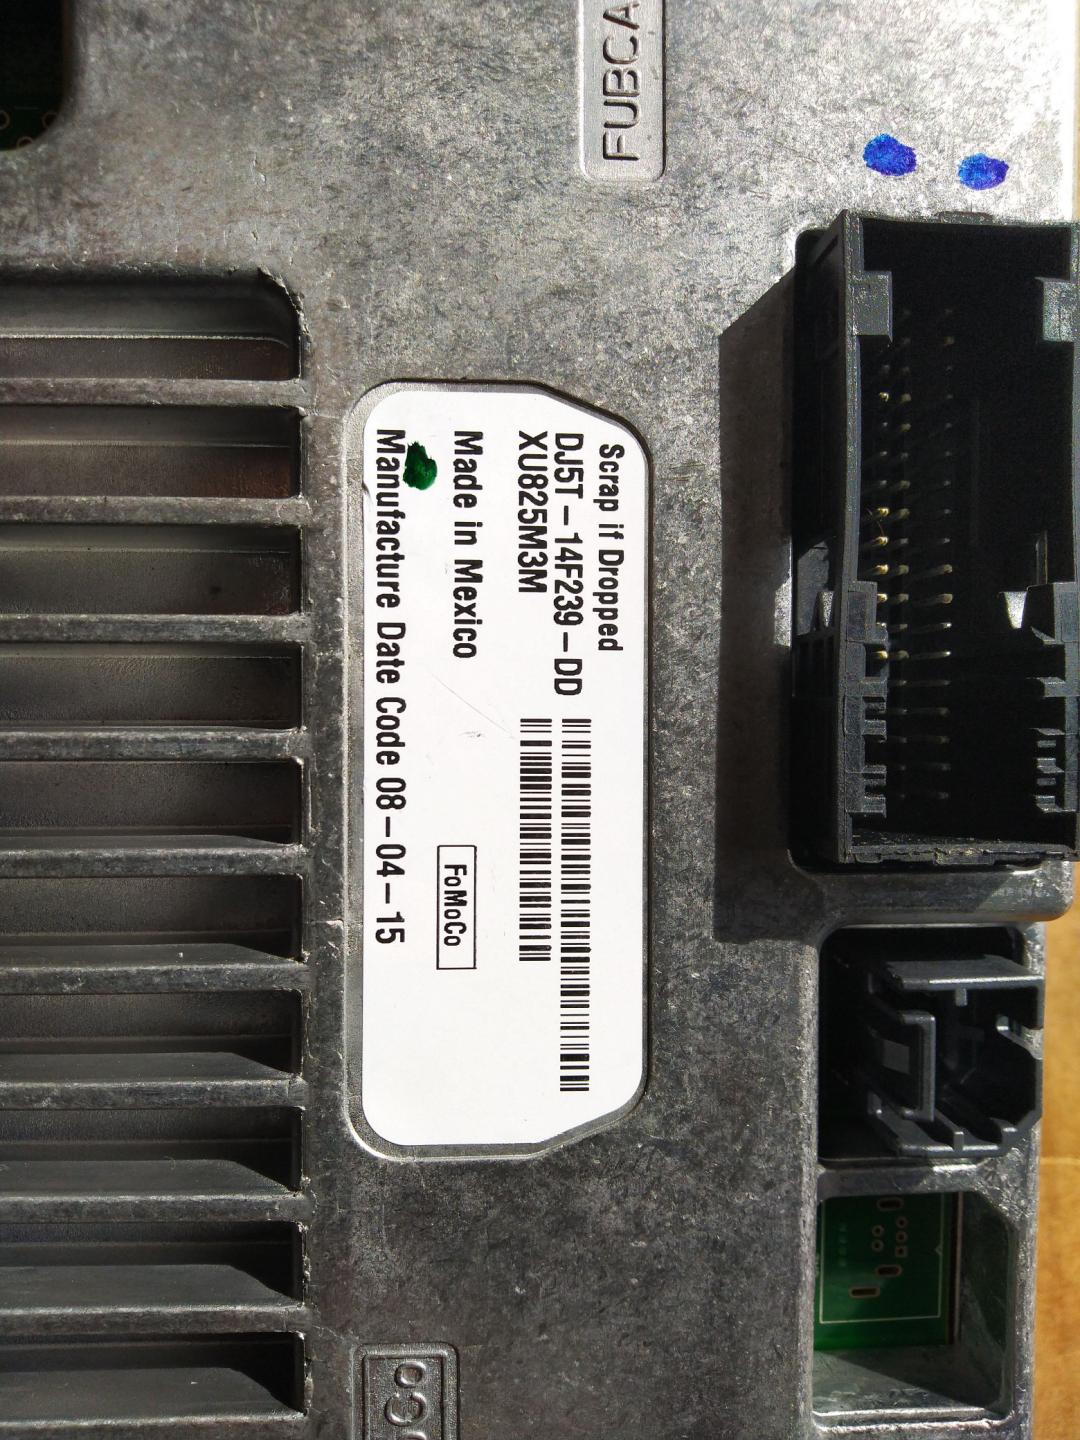 FUBCA
Scrap if Dropped
DJ5T-14F239-DD
XU825M3M
Made in Mexico
FoMoCo
Manufacture Date Code 08-04-15